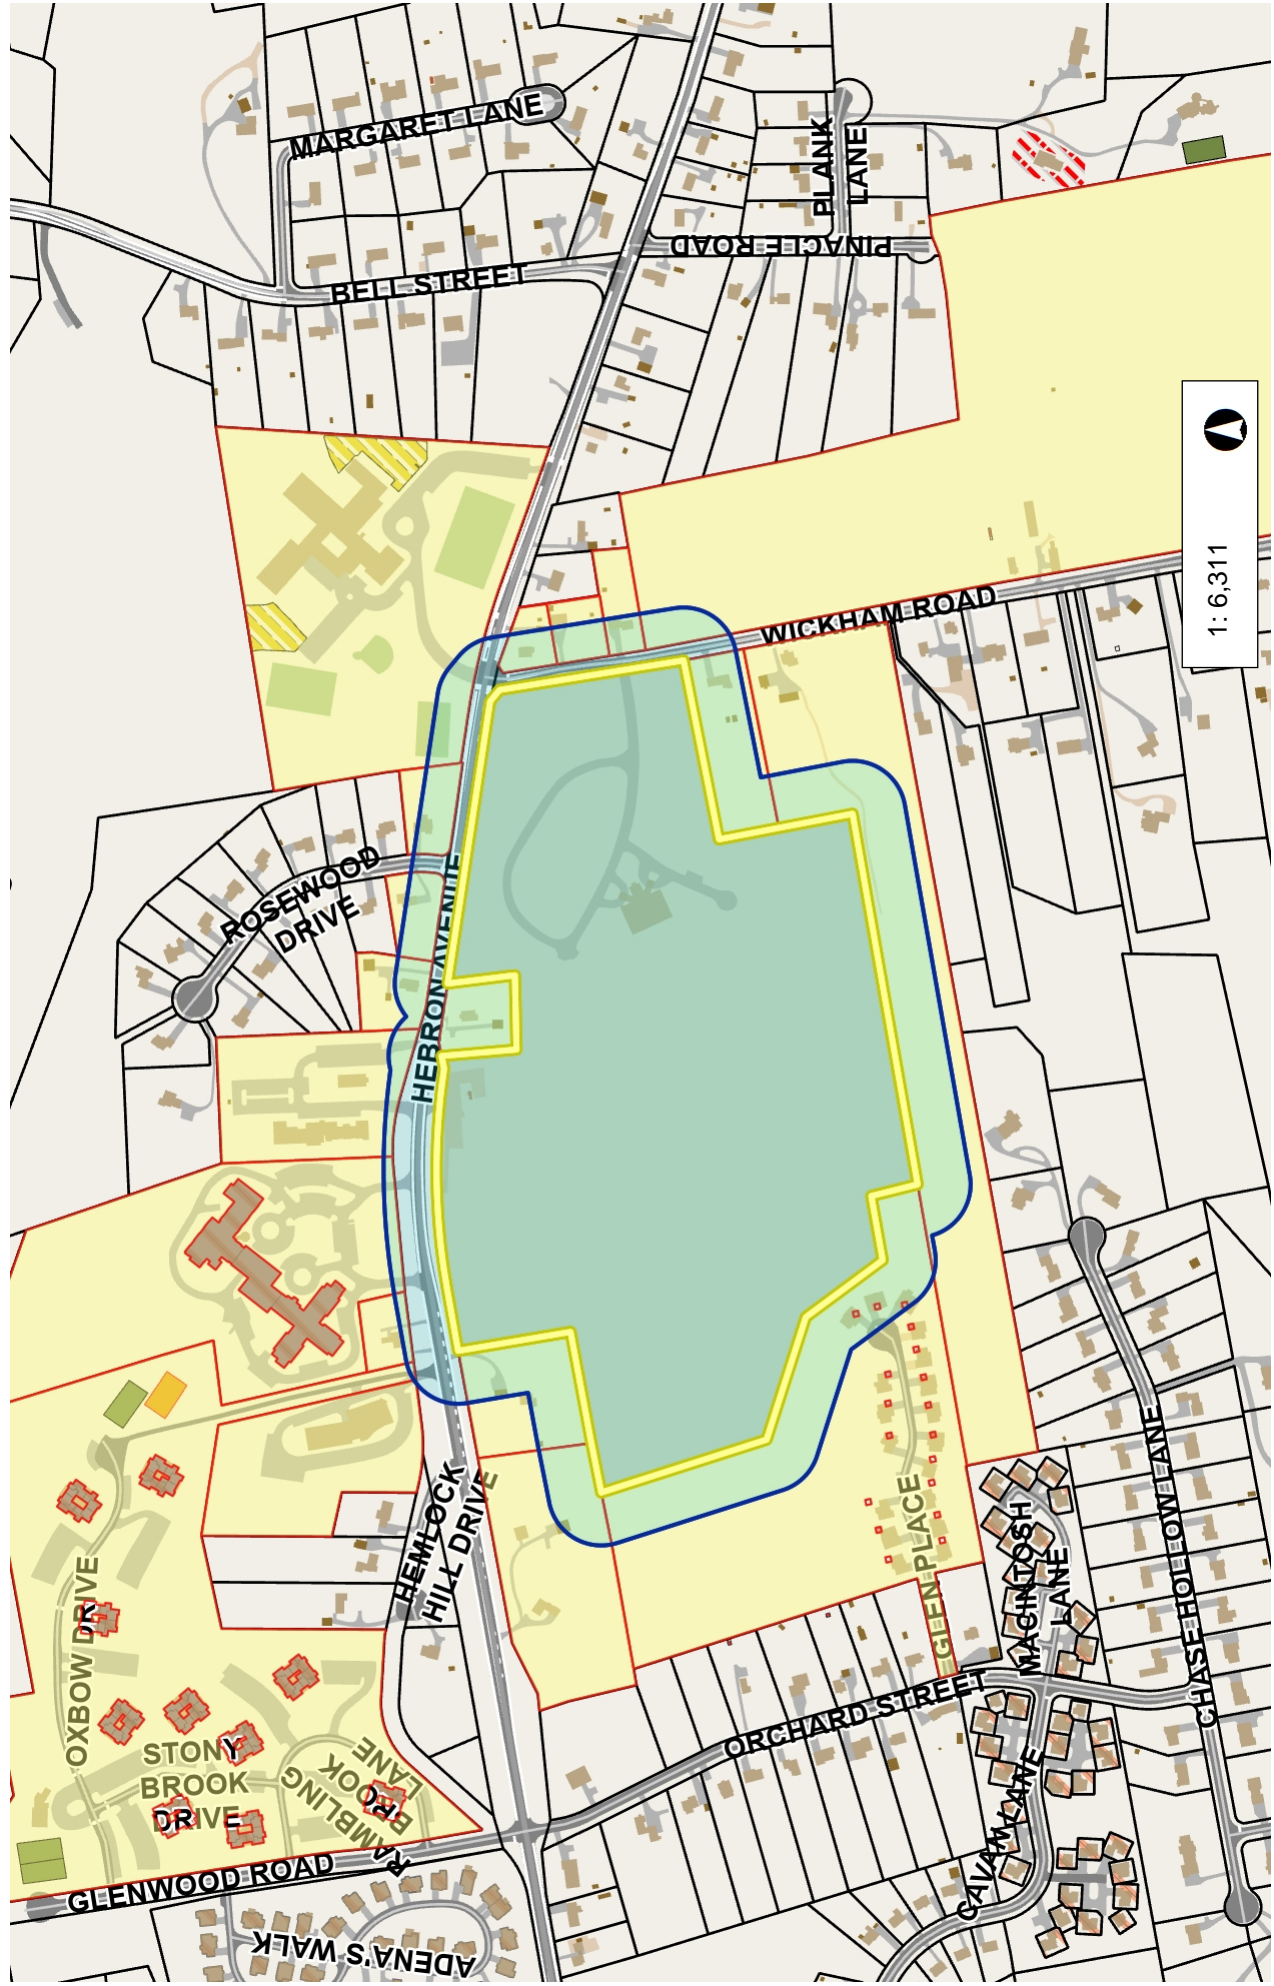 MARGARET LANE
PLANK
LANE
PINACLE ROAD
BELL STREET
WICKHAM ROAD
1: 6,311
ROSEWOOD
DRIVE
HEBRON AVENUE
HEMLOCK
HILL DRIVE
OXBOW DRIVE
STONY
BROOK
DRIVE
RAMBLING
BROOK
LANE
GLENWOOD ROAD
ADENA'S WALK
GLEN PLACE
MACINTOSH
LANE
ORCHARD STREET
CAVAN LANE
CHASE HOLLOW LANE